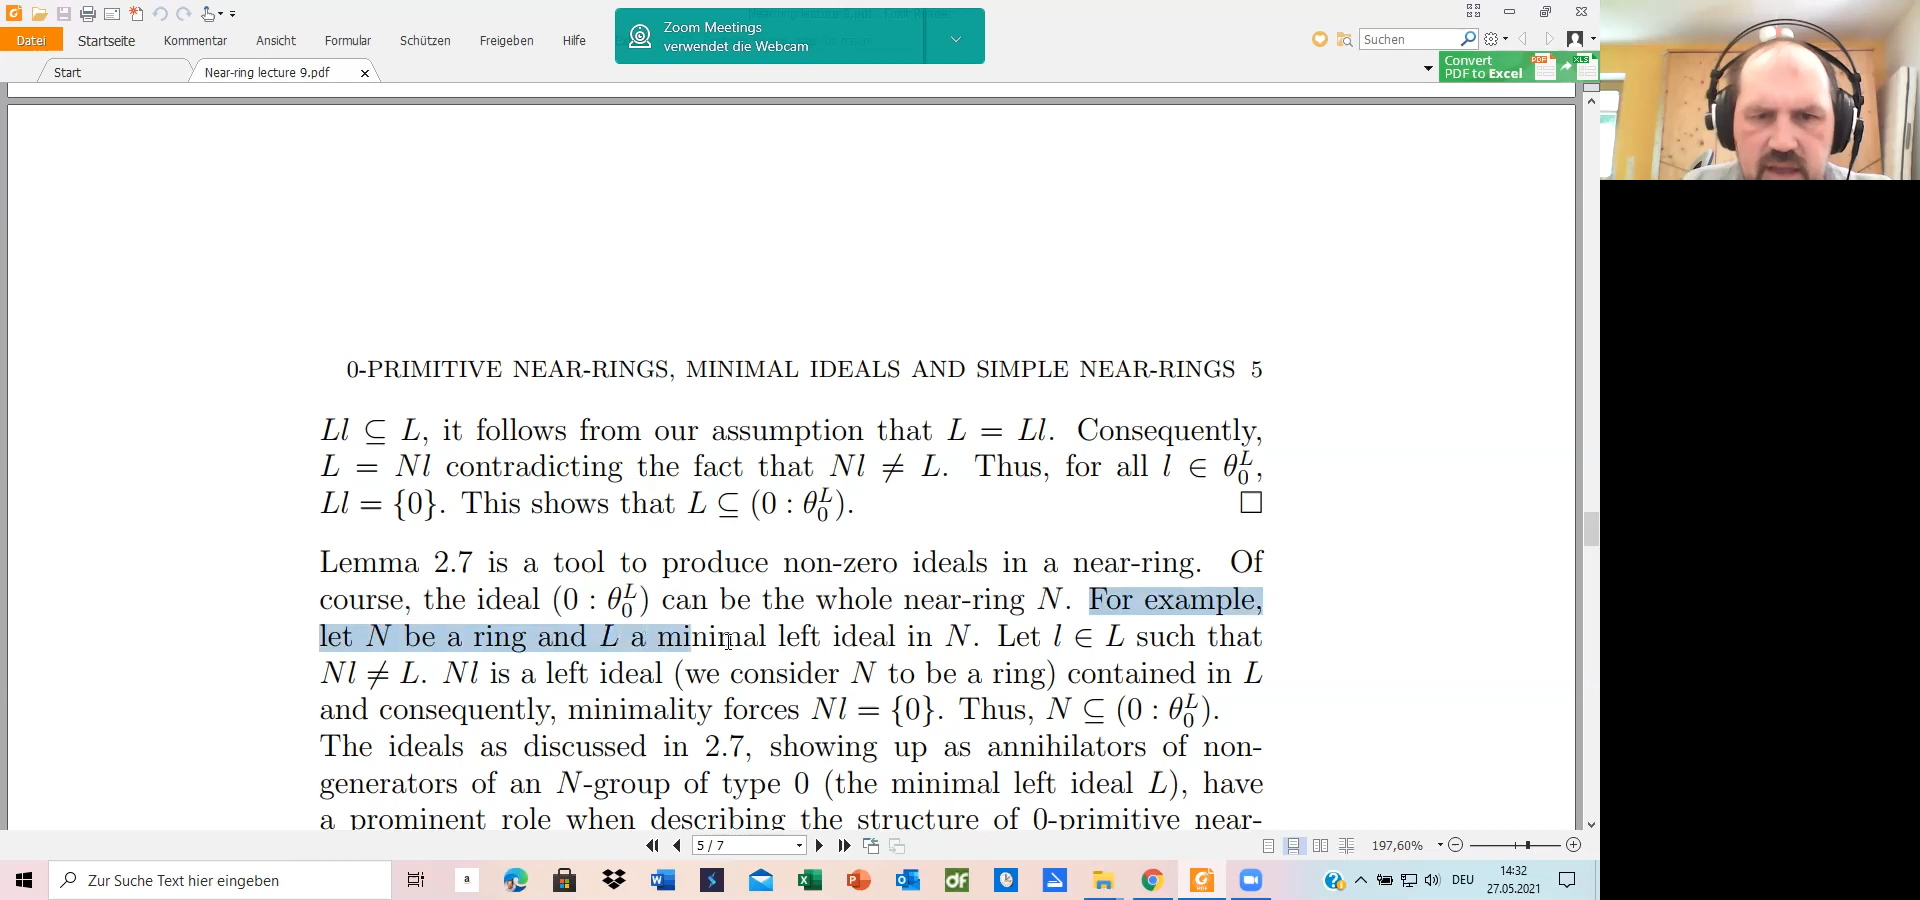 Zoom Meetings
verwendet die Webcam
Datei Startseite Kommentar Ansicht Formular Schützen Freigeben Hilfe Suchen
Convert
PDF to Excel
PDF XLS
Start Near-ring lecture 9.pdf
0-PRIMITIVE NEAR-RINGS, MINIMAL IDEALS AND SIMPLE NEAR-RINGS 5
Ll ⊆ L, it follows from our assumption that L = Ll. Consequently,
L = Nl contradicting the fact that Nl ≠ L. Thus, for all l ∈ θ₀ᴸ,
Ll = {0}. This shows that L ⊆ (0 : θ₀ᴸ). □
Lemma 2.7 is a tool to produce non-zero ideals in a near-ring. Of
course, the ideal (0 : θ₀ᴸ) can be the whole near-ring N. For example,
let N be a ring and L a minimal left ideal in N. Let l ∈ L such that
Nl ≠ L. Nl is a left ideal (we consider N to be a ring) contained in L
and consequently, minimality forces Nl = {0}. Thus, N ⊆ (0 : θ₀ᴸ).
The ideals as discussed in 2.7, showing up as annihilators of non-
generators of an N-group of type 0 (the minimal left ideal L), have
a prominent role when describing the structure of 0-primitive near-
5 / 7 197,60%
Zur Suche Text hier eingeben
DEU
14:32
27.05.2021